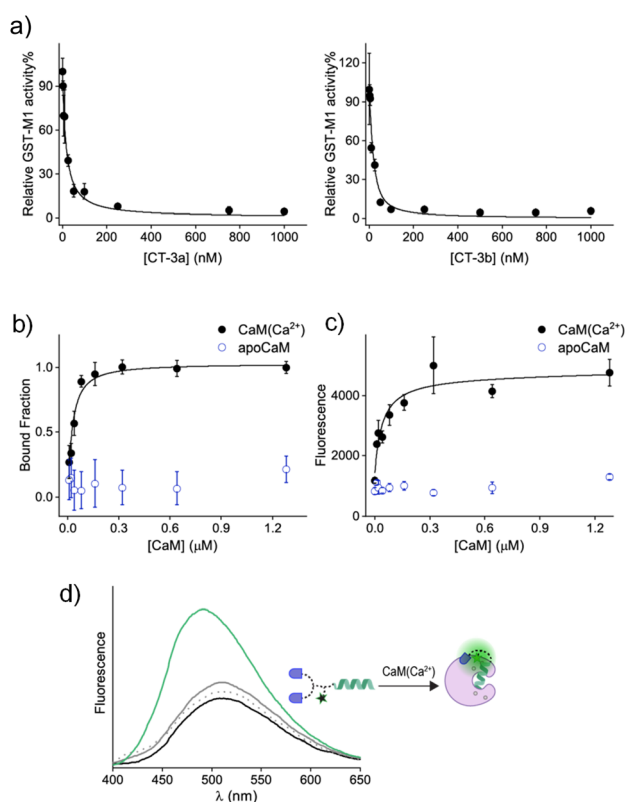 a)
Relative GST-M1 activity%
90
60
30
0
0 200 400 600 800 1000
[CT-3a] (nM)
Relative GST-M1 activity%
120
90
60
30
0
0 200 400 600 800 1000
[CT-3b] (nM)
b)
CaM(Ca²⁺)
apoCaM
Bound Fraction
1.0
0.5
0.0
0.0 0.3 0.6 0.9 1.2
[CaM] (μM)
c)
CaM(Ca²⁺)
apoCaM
Fluorescence
4000
2000
0
0.0 0.3 0.6 0.9 1.2
[CaM] (μM)
d)
Fluorescence
400 450 500 550 600 650
λ (nm)
CaM(Ca²⁺)